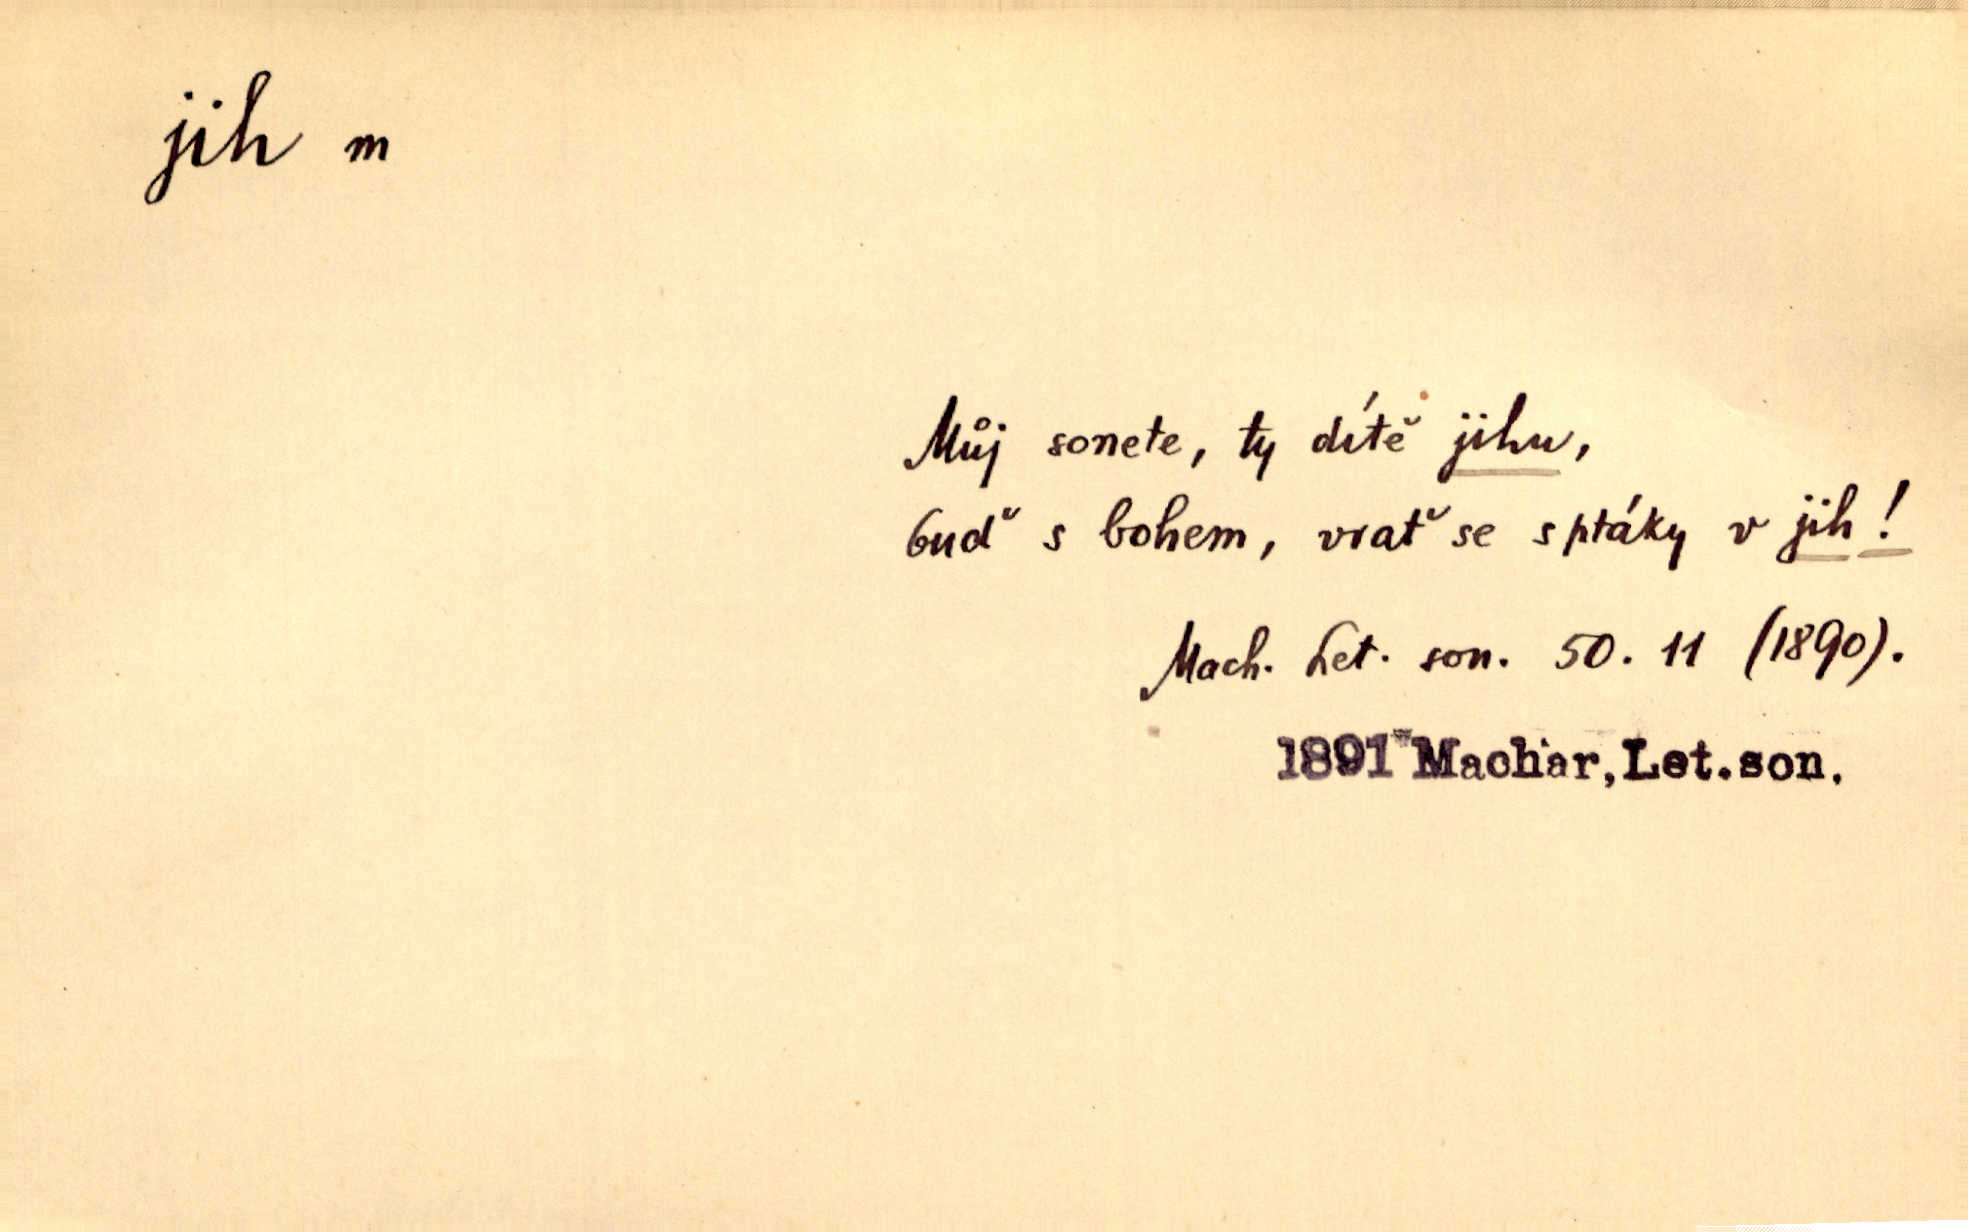 jih m
Můj sonete, ty dítě jihu,
buď s bohem, vrať se s ptáky v jih!
Mach. Let. son. 50. 11 (1890).
1891 Machar, Let. son.